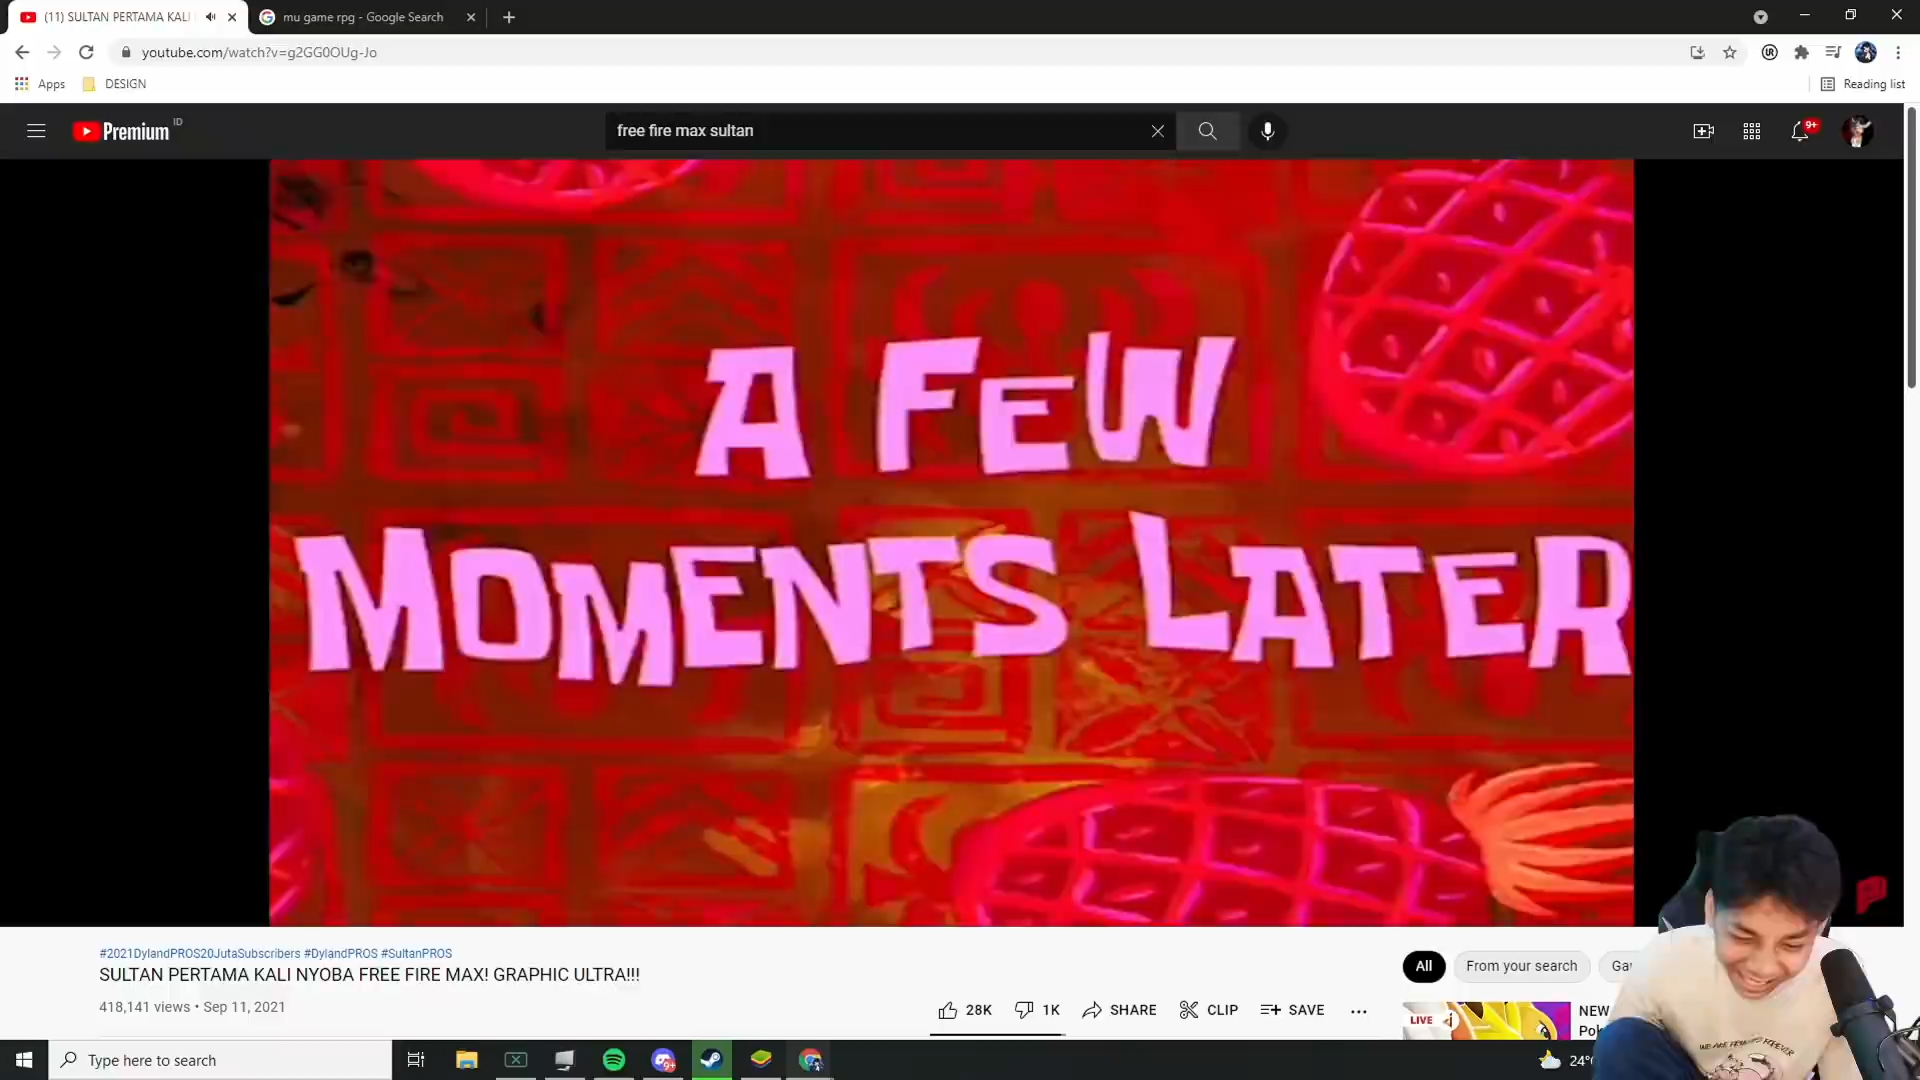 (11) SULTAN PERTAMA KALI
mu game rpg - Google Search
youtube.com/watch?v=g2GG0OUg-Jo
Apps
DESIGN
Reading list
Premium ID
free fire max sultan
9+
A FEW
MOMENTS LATER
#2021DylandPROS20JutaSubscribers #DylandPROS #SultanPROS
SULTAN PERTAMA KALI NYOBA FREE FIRE MAX! GRAPHIC ULTRA!!!
418,141 views • Sep 11, 2021
28K
1K
SHARE
CLIP
SAVE
All
From your search
LIVE
NEW
Type here to search
9+
24°